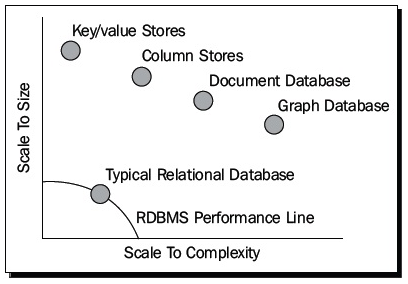 Key/value Stores
Column Stores
Document Database
Graph Database
Scale To Size
Typical Relational Database
RDBMS Performance Line
Scale To Complexity